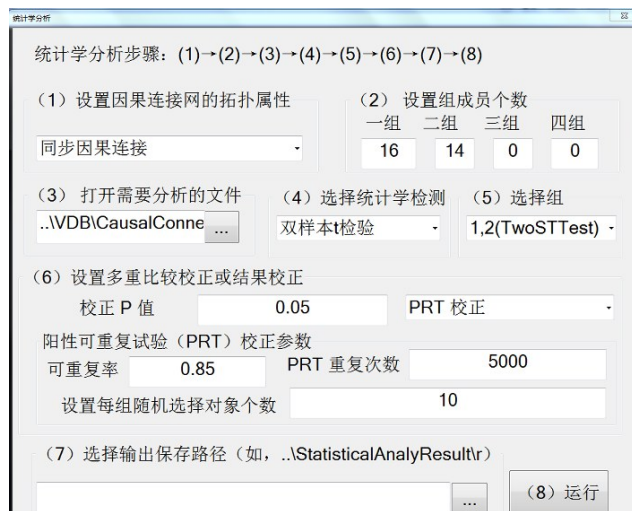 统计学分析
统计学分析步骤：(1)→(2)→(3)→(4)→(5)→(6)→(7)→(8)
（1）设置因果连接网的拓扑属性
同步因果连接
（2） 设置组成员个数
一组 二组 三组 四组
16 14 0 0
（3）打开需要分析的文件
..\VDB\CausalConne ...
（4）选择统计学检测
双样本t检验
（5）选择组
1,2(TwoSTTest)
（6）设置多重比较校正或结果校正
校正 P 值 0.05 PRT 校正
阳性可重复试验（PRT）校正参数
可重复率 0.85 PRT 重复次数 5000
设置每组随机选择对象个数 10
（7）选择输出保存路径（如，..\StatisticalAnalyResult\r）
...
（8）运行